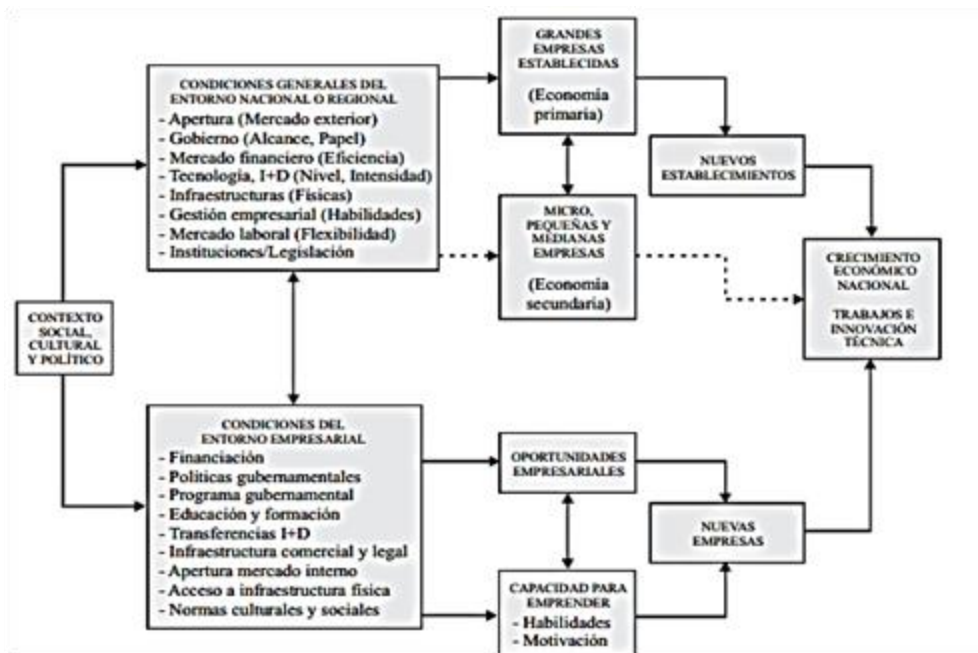 CONTEXTO
SOCIAL,
CULTURAL
Y POLÍTICO
CONDICIONES GENERALES DEL
ENTORNO NACIONAL O REGIONAL
- Apertura (Mercado exterior)
- Gobierno (Alcance, Papel)
- Mercado financiero (Eficiencia)
- Tecnología, I+D (Nivel, Intensidad)
- Infraestructuras (Físicas)
- Gestión empresarial (Habilidades)
- Mercado laboral (Flexibilidad)
- Instituciones/Legislación
CONDICIONES DEL
ENTORNO EMPRESARIAL
- Financiación
- Políticas gubernamentales
- Programa gubernamental
- Educación y formación
- Transferencias I+D
- Infraestructura comercial y legal
- Apertura mercado interno
- Acceso a infraestructura física
- Normas culturales y sociales
GRANDES
EMPRESAS
ESTABLECIDAS
(Economía
primaria)
MICRO,
PEQUEÑAS Y
MEDIANAS
EMPRESAS
(Economía
secundaria)
OPORTUNIDADES
EMPRESARIALES
CAPACIDAD PARA
EMPRENDER
- Habilidades
- Motivación
NUEVOS
ESTABLECIMIENTOS
NUEVAS
EMPRESAS
CRECIMIENTO
ECONÓMICO
NACIONAL
TRABAJOS E
INNOVACIÓN
TÉCNICA